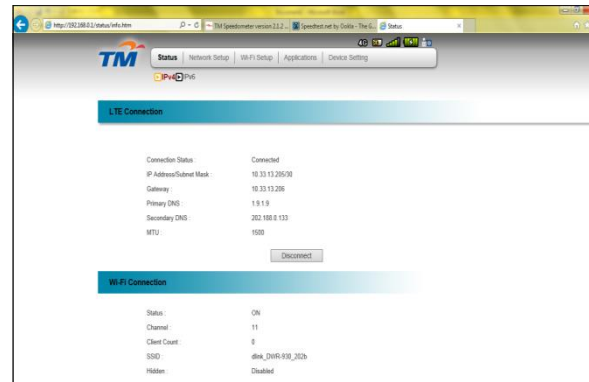 http://192.168.0.1/status/info.htm
TM Speedometer version 1.1.2 ...
Speedtest.net by Ookla - The G...
Status
4G
TM
Status Network Setup Wi-Fi Setup Applications Device Setting
IPv4 IPv6
LTE Connection
Connection Status : Connected
IP Address/Subnet Mask : 10.33.13.205/30
Gateway : 10.33.13.206
Primary DNS : 1.9.1.9
Secondary DNS : 202.188.0.133
MTU : 1500
Disconnect
Wi-Fi Connection
Status : ON
Channel : 11
Client Count : 0
SSID : dlink_DWR-930_202b
Hidden : Disabled